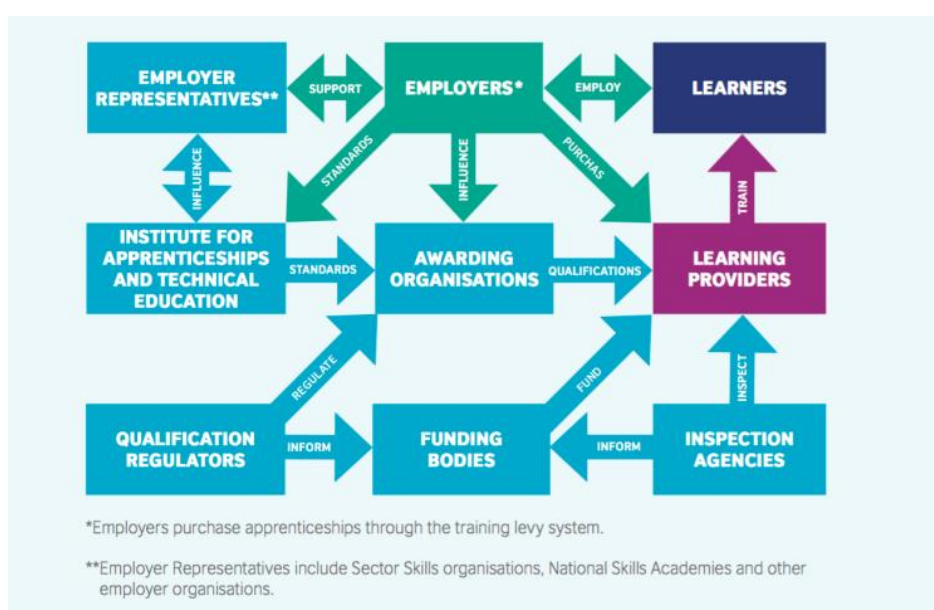 EMPLOYER
REPRESENTATIVES**
SUPPORT
EMPLOYERS*
EMPLOY
LEARNERS
INFLUENCE
STANDARDS
INFLUENCE
PURCHAS
TRAIN
INSTITUTE FOR
APPRENTICESHIPS
AND TECHNICAL
EDUCATION
STANDARDS
AWARDING
ORGANISATIONS
QUALIFICATIONS
LEARNING
PROVIDERS
REGULATE
FUND
INSPECT
QUALIFICATION
REGULATORS
INFORM
FUNDING
BODIES
INFORM
INSPECTION
AGENCIES
*Employers purchase apprenticeships through the training levy system.
**Employer Representatives include Sector Skills organisations, National Skills Academies and other
employer organisations.